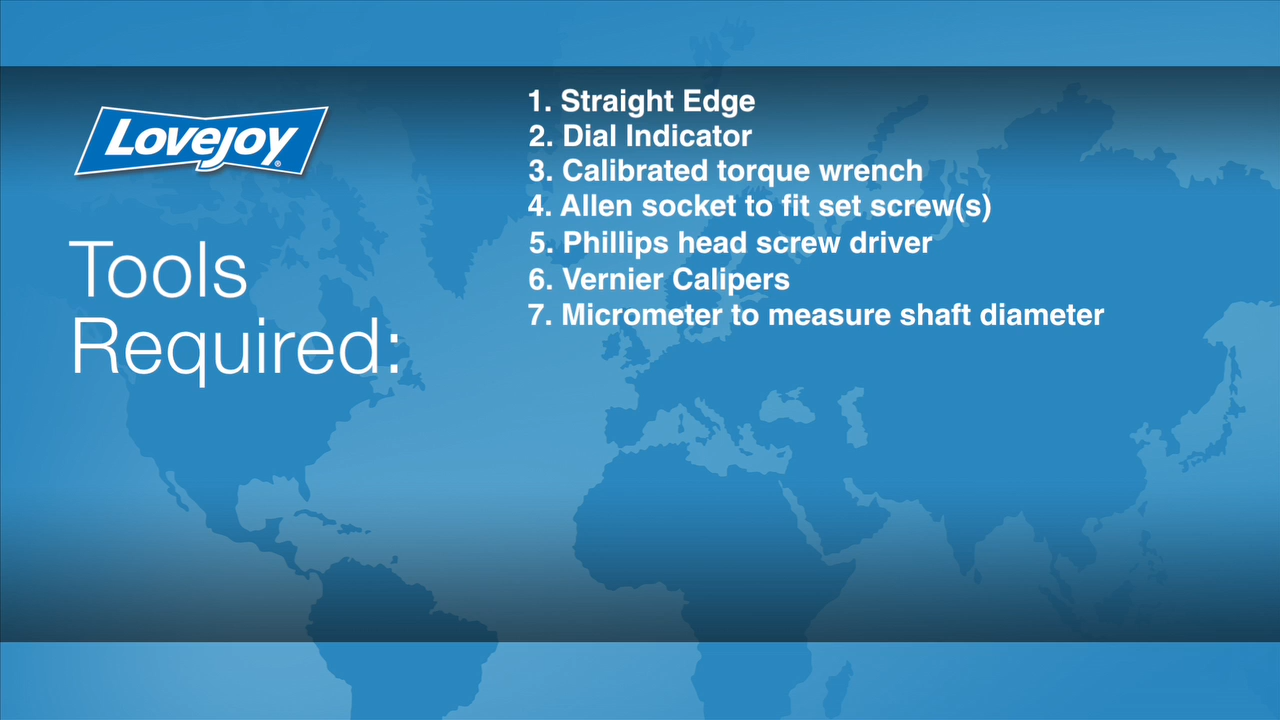 Lovejoy®
Tools
Required:
1. Straight Edge
2. Dial Indicator
3. Calibrated torque wrench
4. Allen socket to fit set screw(s)
5. Phillips head screw driver
6. Vernier Calipers
7. Micrometer to measure shaft diameter